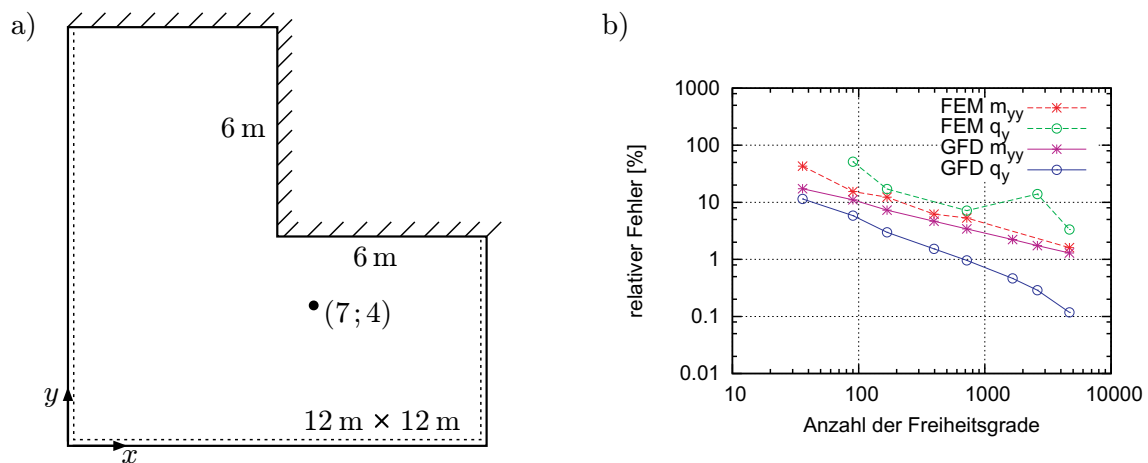 a)
6 m
6 m
(7; 4)
y
12 m × 12 m
x
b)
relativer Fehler [%]
1000
100
10
1
0.1
0.01
FEM m_yy
FEM q_y
GFD m_yy
GFD q_y
10
100
1000
10000
Anzahl der Freiheitsgrade